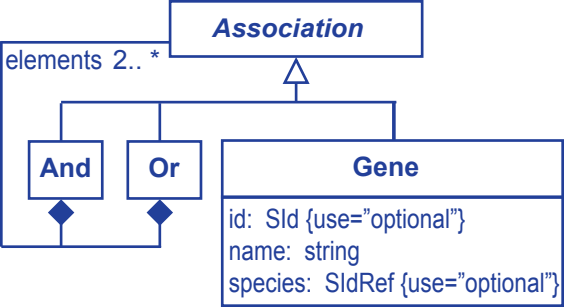 Association
elements 2.. *
And
Or
Gene
id: SId {use=”optional”}
name: string
species: SIdRef {use=”optional”}